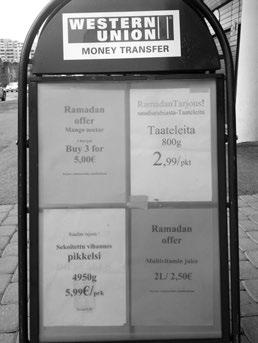 WESTERN
UNION
MONEY TRANSFER
Ramadan
offer
Mango nectar
Buy 3 for
5,00€
RamadanTarjous!
Taateleita
800g
2,99/pkt
Sekoitettu vihannes
pikkelsi
4950g
5,99€/prk
Ramadan
offer
Multivitamin juice
2L/ 2,50€